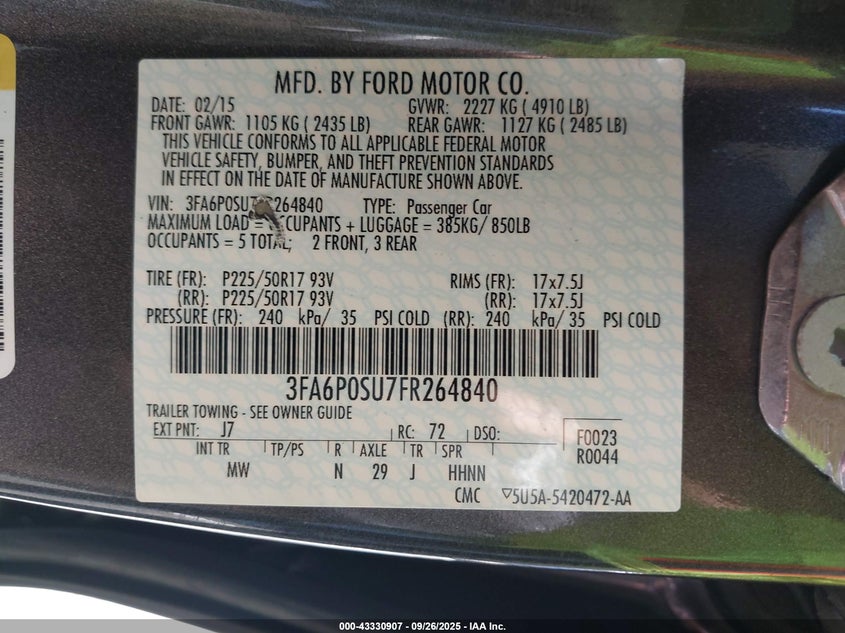 MFD. BY FORD MOTOR CO.
DATE: 02/15 GVWR: 2227 KG ( 4910 LB)
FRONT GAWR: 1105 KG ( 2435 LB) REAR GAWR: 1127 KG ( 2485 LB)
THIS VEHICLE CONFORMS TO ALL APPLICABLE FEDERAL MOTOR
VEHICLE SAFETY, BUMPER, AND THEFT PREVENTION STANDARDS
IN EFFECT ON THE DATE OF MANUFACTURE SHOWN ABOVE.
VIN: 3FA6P0SU7 R264840 TYPE: Passenger Car
MAXIMUM LOAD = CCUPANTS + LUGGAGE = 385KG/ 850LB
OCCUPANTS = 5 TOTAL; 2 FRONT, 3 REAR
TIRE (FR): P225/50R17 93V RIMS (FR): 17x7.5J
(RR): P225/50R17 93V (RR): 17x7.5J
PRESSURE (FR): 240 kPa/ 35 PSI COLD (RR): 240 kPa/ 35 PSI COLD
3FA6P0SU7FR264840
TRAILER TOWING - SEE OWNER GUIDE
EXT PNT: J7 RC: 72 DSO: F0023
INT TR TP/PS R AXLE TR SPR R0044
MW N 29 J HHNN
CMC ▽5U5A-5420472-AA
000-43330907 - 09/26/2025 - IAA Inc.